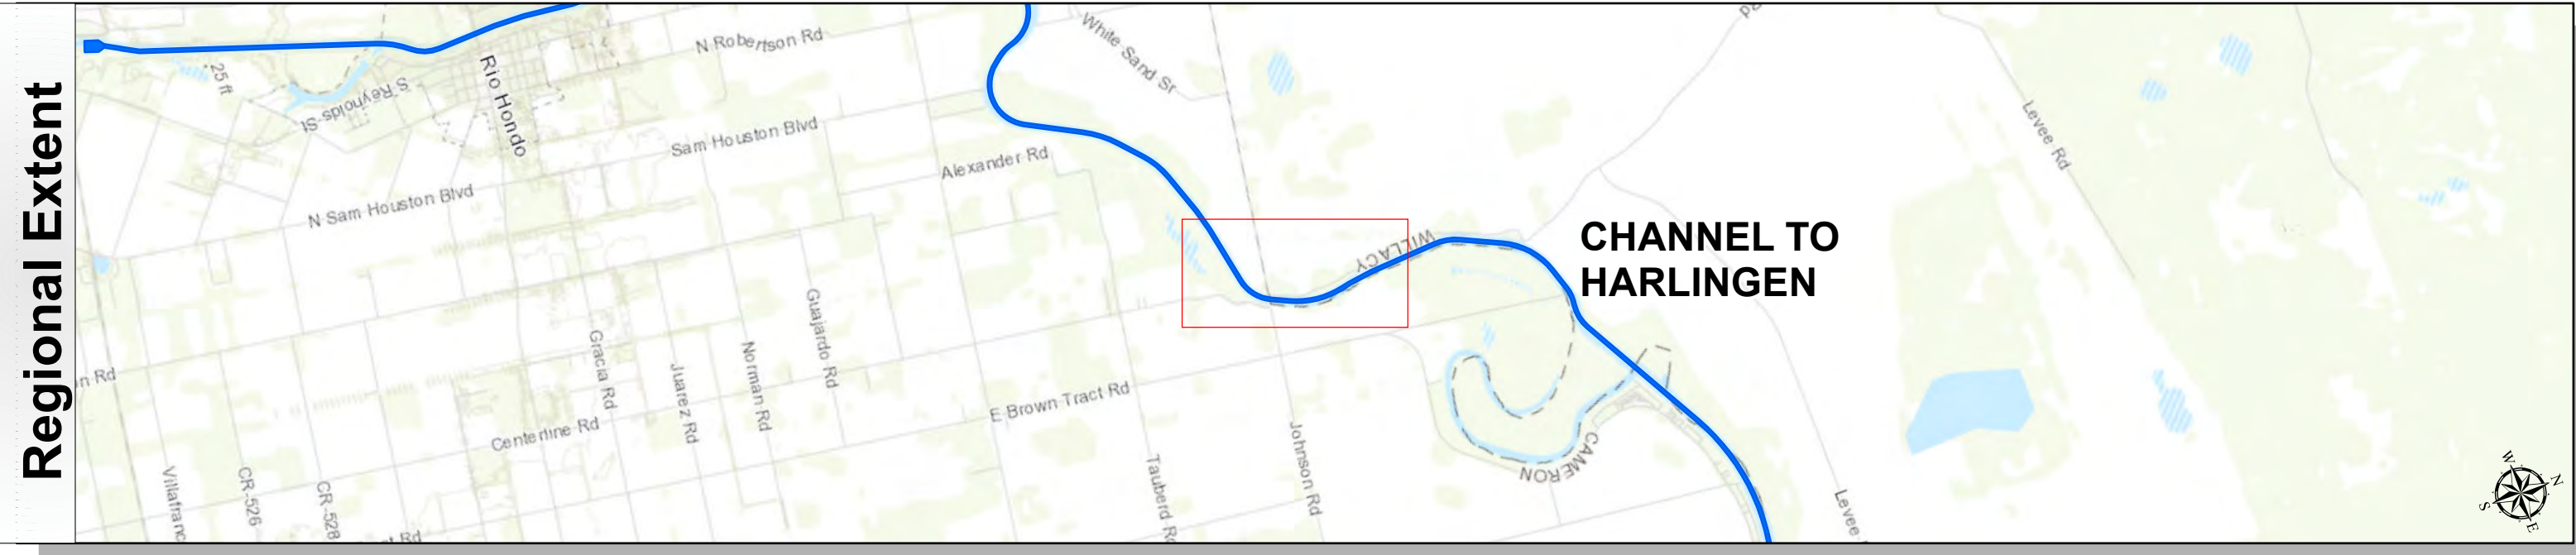 Regional Extent
25 ft
S Reynolds-St
Rio Hondo
N Robertson Rd
White Sand St
Sam Houston Blvd
Alexander Rd
N Sam Houston Blvd
WILLACY
CHANNEL TO
HARLINGEN
Levee Rd
Gracia Rd
Juarez Rd
Norman Rd
Guajardo Rd
Centerline Rd
E Brown Tract Rd
Tauberd Rd
Johnson Rd
CAMERON
Levee
CR-526
CR-528
Rd
Rd
W
N
S
E